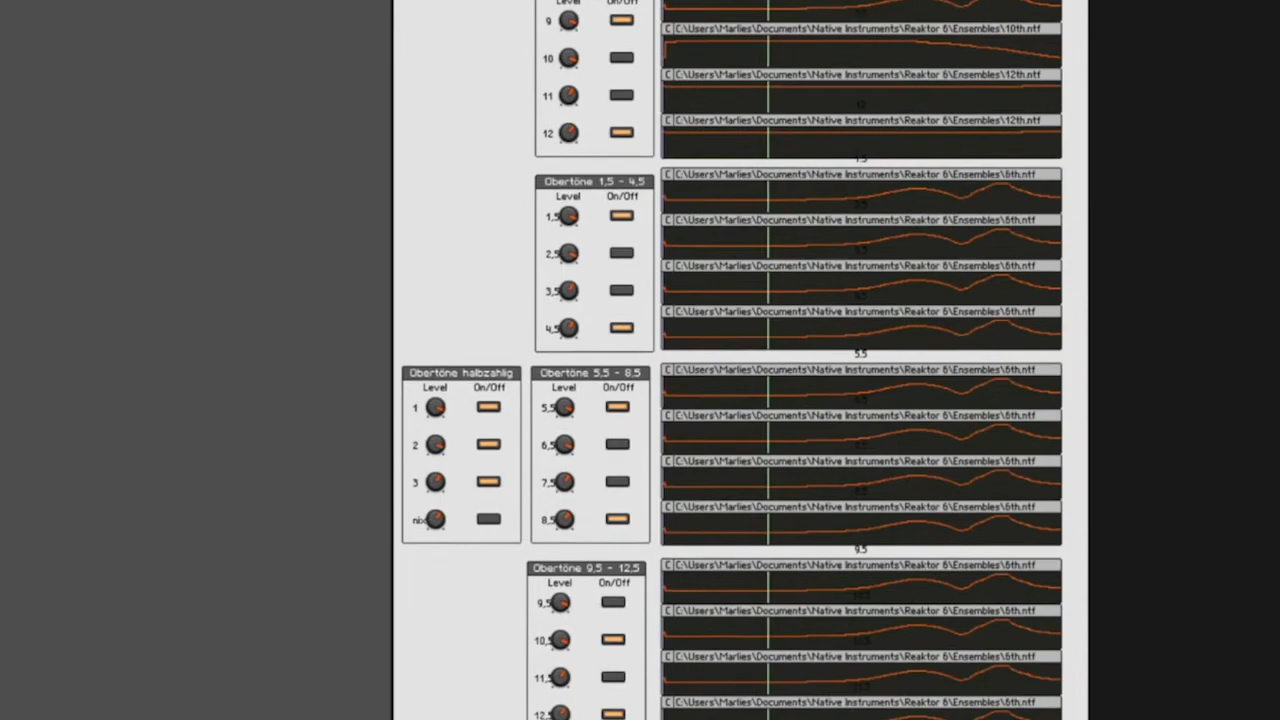 Level On/Off
9
C C:\Users\Marlies\Documents\Native Instruments\Reaktor 6\Ensembles\10th.ntf
10
C C:\Users\Marlies\Documents\Native Instruments\Reaktor 6\Ensembles\12th.ntf
11
12
C C:\Users\Marlies\Documents\Native Instruments\Reaktor 6\Ensembles\12th.ntf
12
1.5
Obertöne 1,5 - 4,5
Level On/Off
C C:\Users\Marlies\Documents\Native Instruments\Reaktor 6\Ensembles\6th.ntf
1,5
C C:\Users\Marlies\Documents\Native Instruments\Reaktor 6\Ensembles\6th.ntf
2,5
C C:\Users\Marlies\Documents\Native Instruments\Reaktor 6\Ensembles\6th.ntf
3,5
C C:\Users\Marlies\Documents\Native Instruments\Reaktor 6\Ensembles\6th.ntf
4,5
5.5
Obertöne halbzahlig
Level On/Off
1
2
3
nix
Obertöne 5,5 - 8,5
Level On/Off
5,5
6,5
7,5
8,5
C C:\Users\Marlies\Documents\Native Instruments\Reaktor 6\Ensembles\6th.ntf
C C:\Users\Marlies\Documents\Native Instruments\Reaktor 6\Ensembles\6th.ntf
C C:\Users\Marlies\Documents\Native Instruments\Reaktor 6\Ensembles\6th.ntf
C C:\Users\Marlies\Documents\Native Instruments\Reaktor 6\Ensembles\6th.ntf
9.5
Obertöne 9,5 - 12,5
Level On/Off
9,5
10,5
11,5
12,5
C C:\Users\Marlies\Documents\Native Instruments\Reaktor 6\Ensembles\6th.ntf
C C:\Users\Marlies\Documents\Native Instruments\Reaktor 6\Ensembles\6th.ntf
C C:\Users\Marlies\Documents\Native Instruments\Reaktor 6\Ensembles\6th.ntf
C C:\Users\Marlies\Documents\Native Instruments\Reaktor 6\Ensembles\6th.ntf